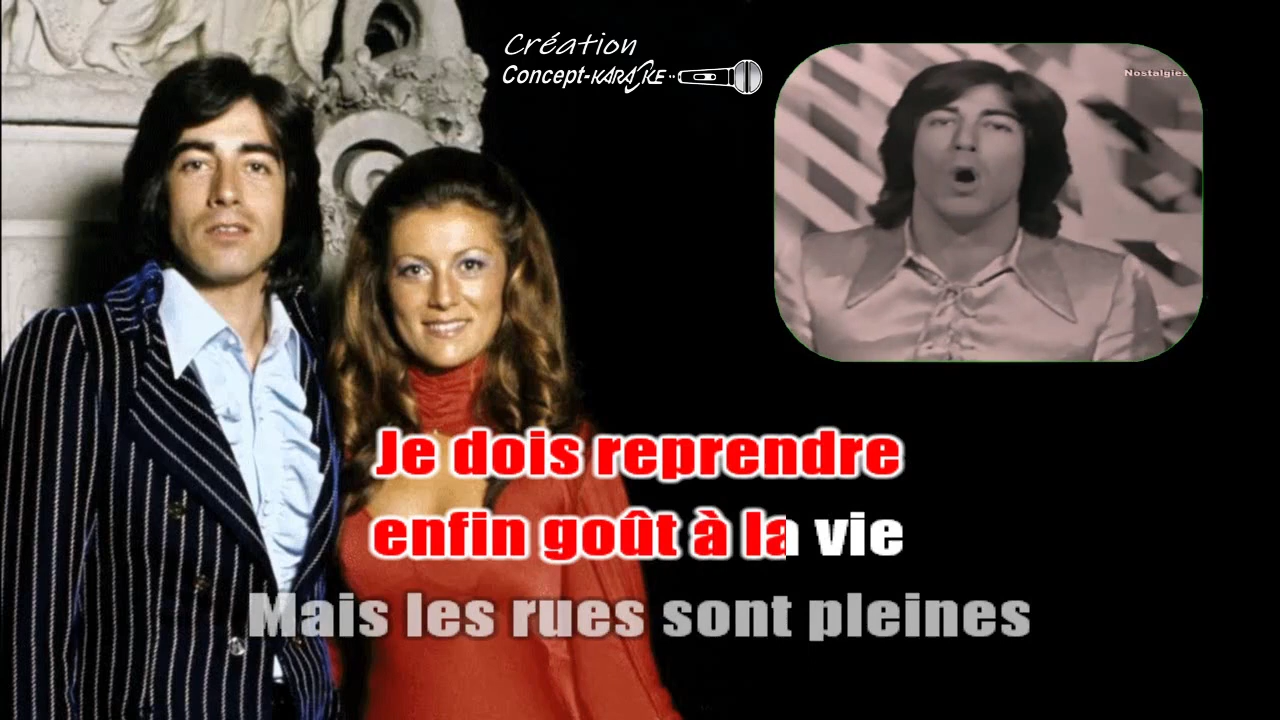 Création
Concept-KARAOKE
Nostalgies
Je dois reprendre
enfin goût à la vie
Mais les rues sont pleines